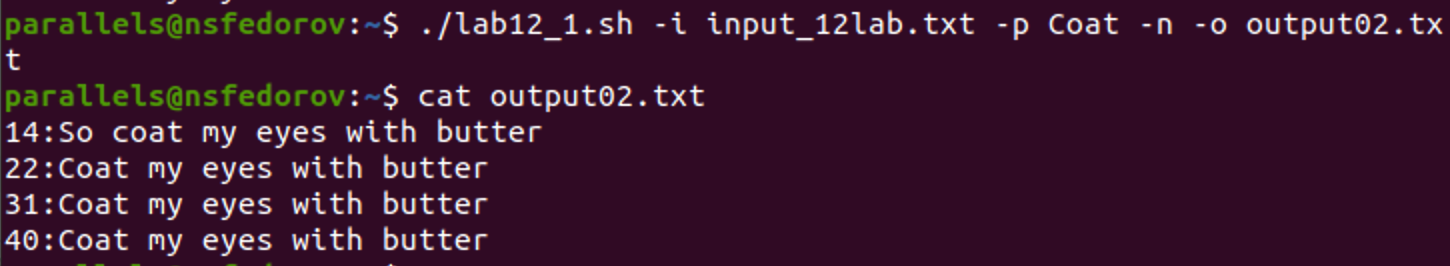 parallels@nsfedorov:~$ ./lab12_1.sh -i input_12lab.txt -p Coat -n -o output02.tx
t
parallels@nsfedorov:~$ cat output02.txt
14:So coat my eyes with butter
22:Coat my eyes with butter
31:Coat my eyes with butter
40:Coat my eyes with butter